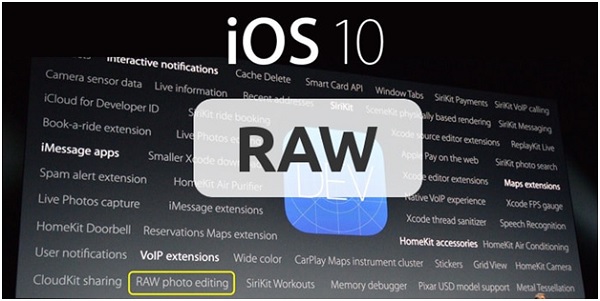 iOS 10
Interactive notifications Cache Delete Smart Card API Window Tabs SiriKit Payments SiriKit VoIP calling
Camera sensor data Live information Recent addresses SiriKit SceneKit physically based rendering SiriKit Messaging
iCloud for Developer ID SiriKit ride booking Xcode source editor extensions ReplayKit Live
Book-a-ride extension Live Photos Apple Pay on the web SiriKit photo search
RAW
iMessage apps Smaller Xcode Xcode editor extensions Maps extensions
Spam alert extension HomeKit Air Purifier DEV Native VoIP experience Xcode FPS gauge
Live Photos capture iMessage extensions Xcode thread sanitizer Speech Recognition
HomeKit Doorbell Reservations Maps extension HomeKit accessories HomeKit Air Conditioning
User notifications VoIP extensions Wide color CarPlay Maps instrument cluster Stickers Grid View HomeKit Camera
CloudKit sharing RAW photo editing SiriKit Workouts Memory debugger Pixar USD model support Metal Tessellation